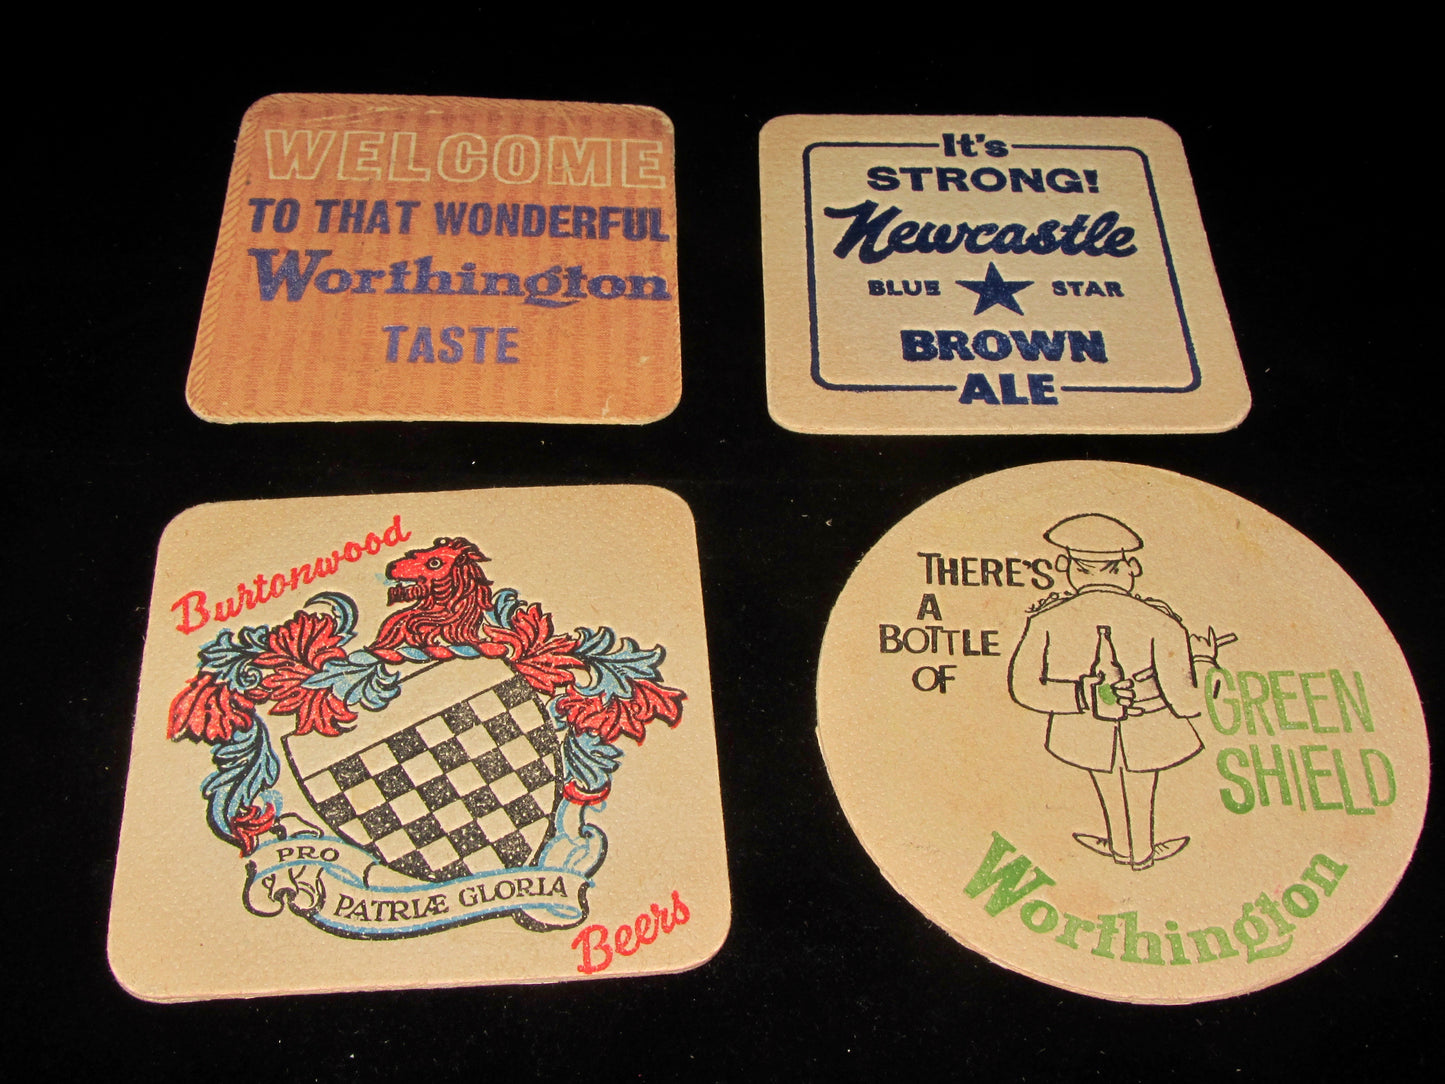 WELCOME
TO THAT WONDERFUL
Worthington
TASTE
It's
STRONG!
Newcastle
BLUE STAR
BROWN
ALE
Burtonwood
PRO
PATRIÆ GLORIA
Beers
THERE'S
A
BOTTLE
OF
GREEN
SHIELD
Worthington